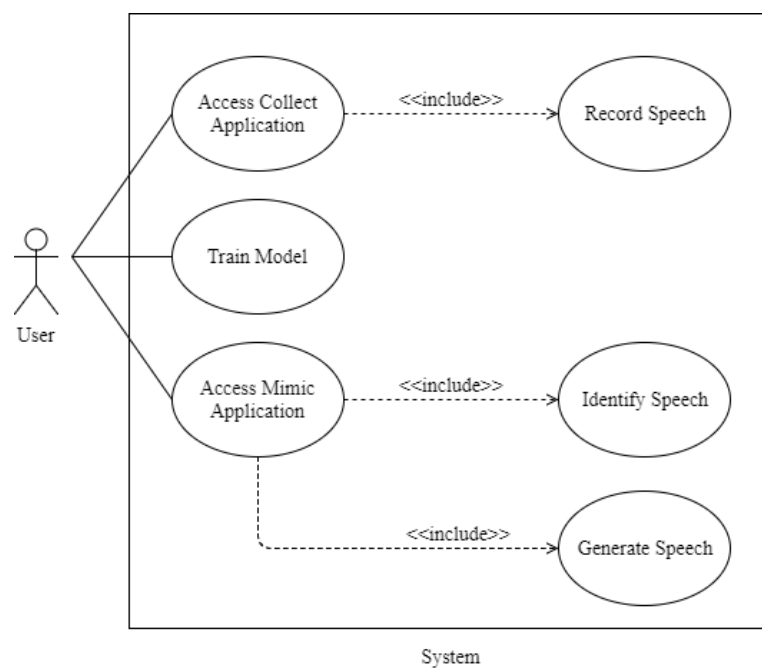 Access Collect
Application
<<include>>
Record Speech
Train Model
User
Access Mimic
Application
<<include>>
Identify Speech
<<include>>
Generate Speech
System